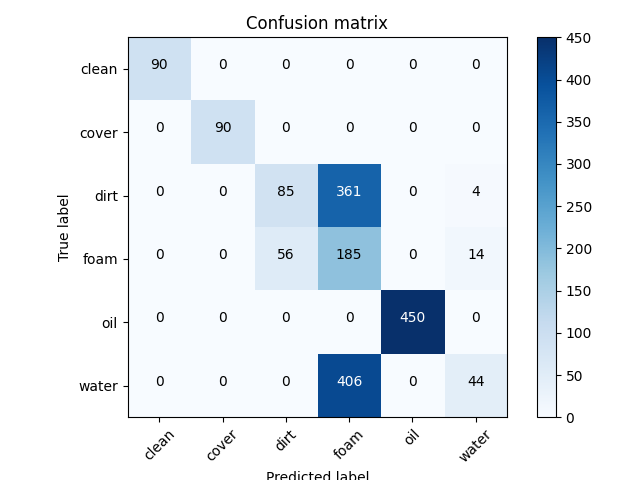 Confusion matrix
True label
clean 90 0 0 0 0 0
cover 0 90 0 0 0 0
dirt 0 0 85 361 0 4
foam 0 0 56 185 0 14
oil 0 0 0 0 450 0
water 0 0 0 406 0 44
clean cover dirt foam oil water
Predicted label
450
400
350
300
250
200
150
100
50
0